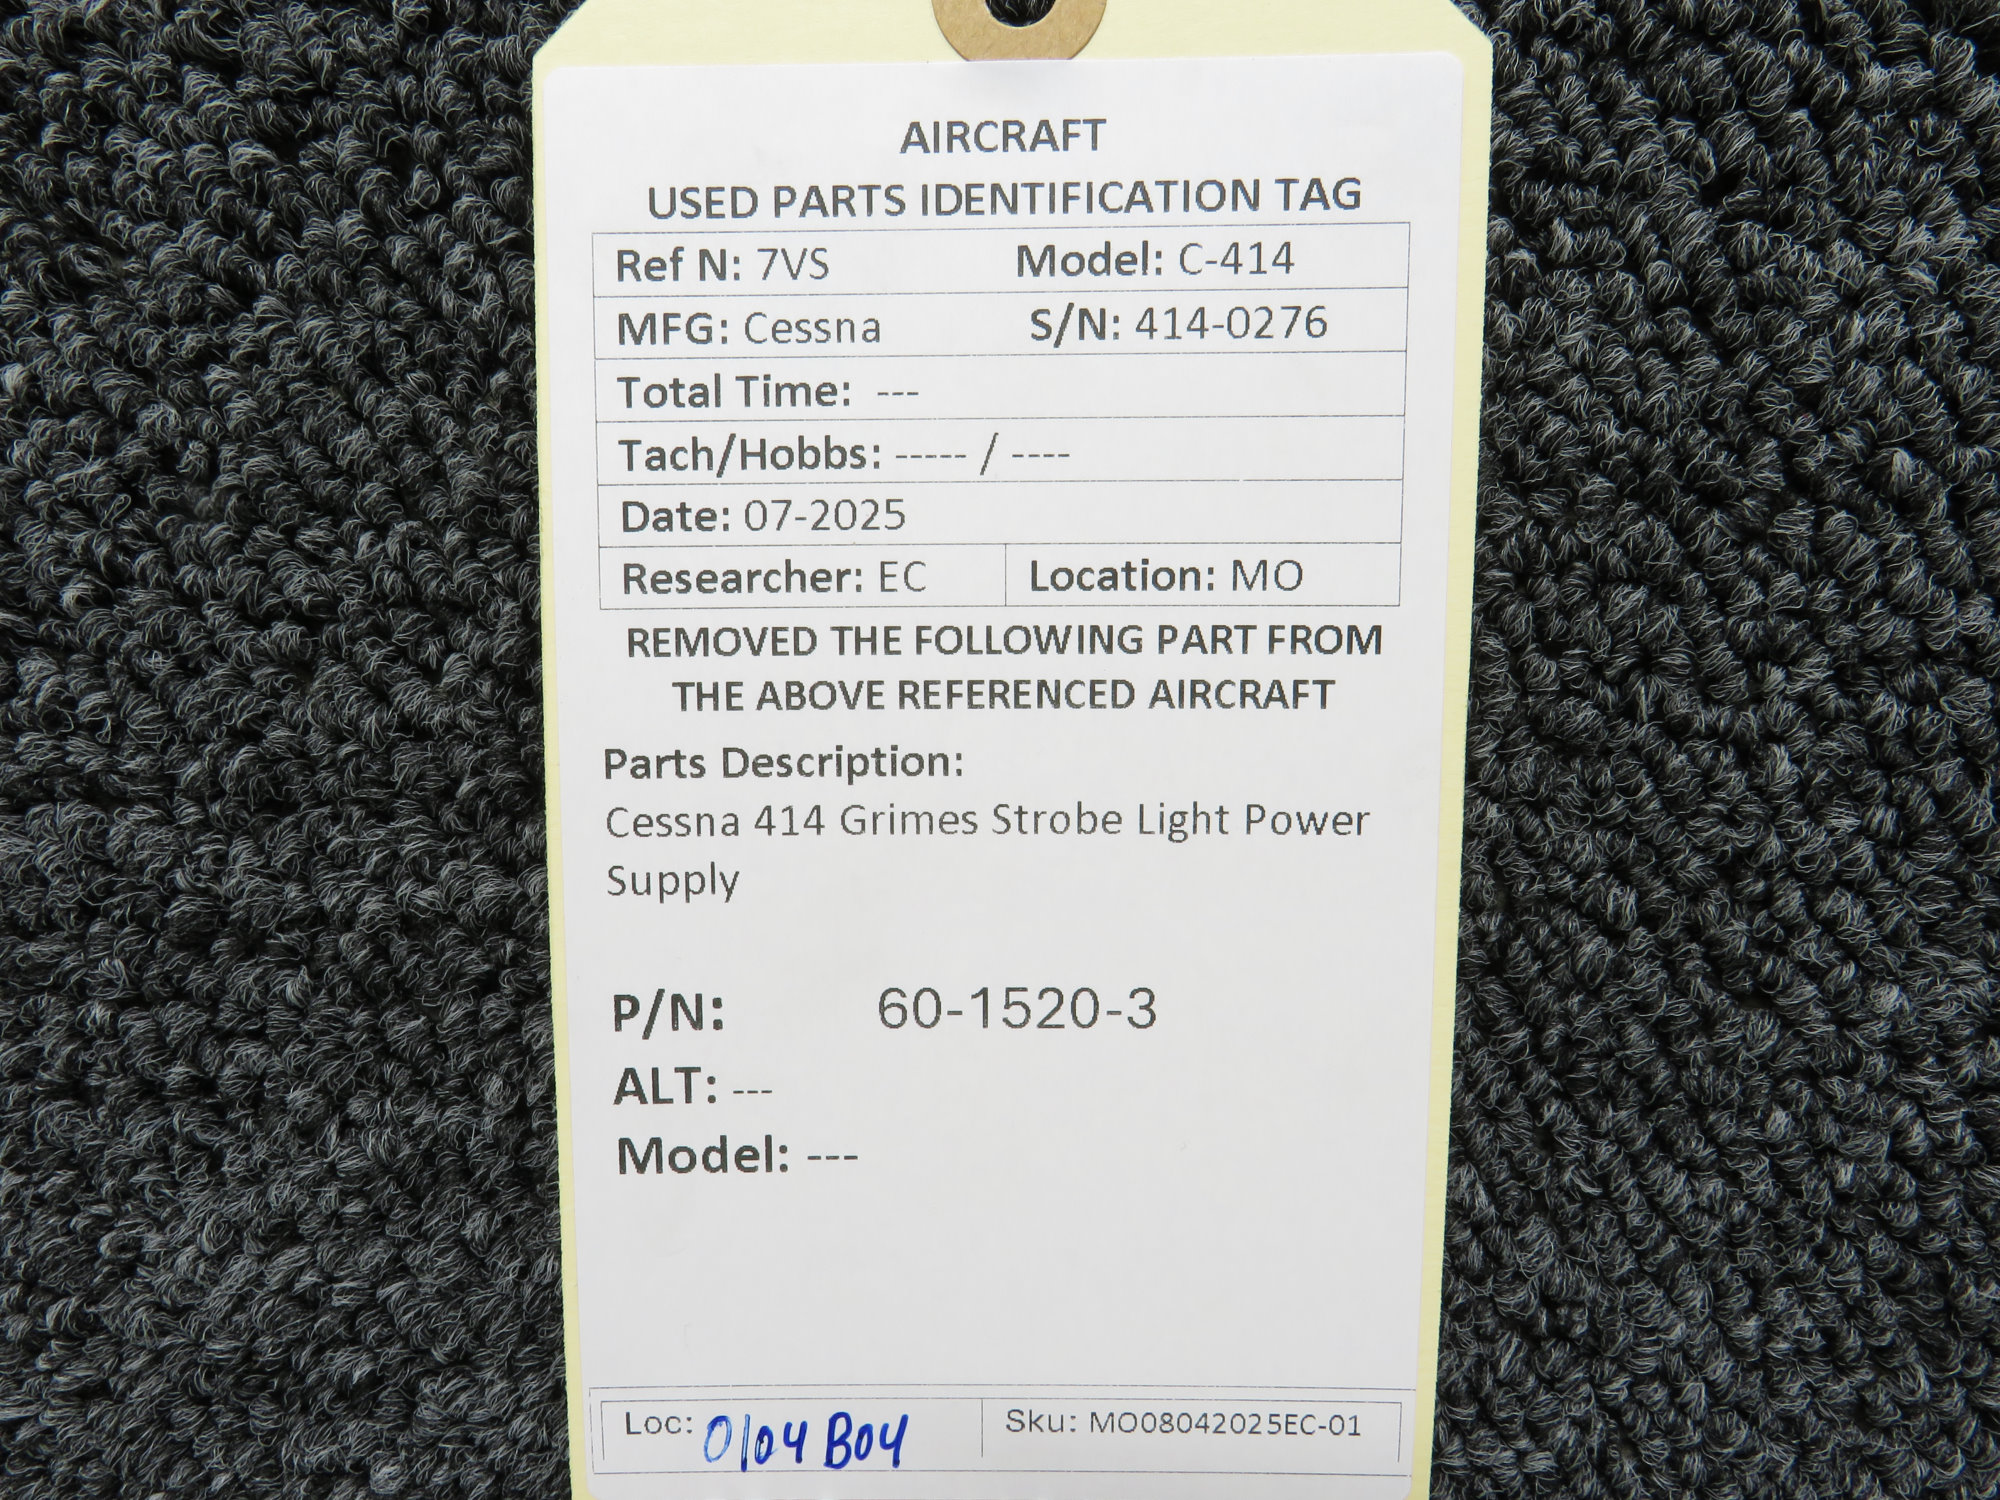 AIRCRAFT
USED PARTS IDENTIFICATION TAG
Ref N: 7VS Model: C-414
MFG: Cessna S/N: 414-0276
Total Time: ---
Tach/Hobbs: ----- / ----
Date: 07-2025
Researcher: EC Location: MO
REMOVED THE FOLLOWING PART FROM
THE ABOVE REFERENCED AIRCRAFT
Parts Description:
Cessna 414 Grimes Strobe Light Power
Supply
P/N: 60-1520-3
ALT: ---
Model: ---
Loc: 0104 B04 Sku: MO08042025EC-01